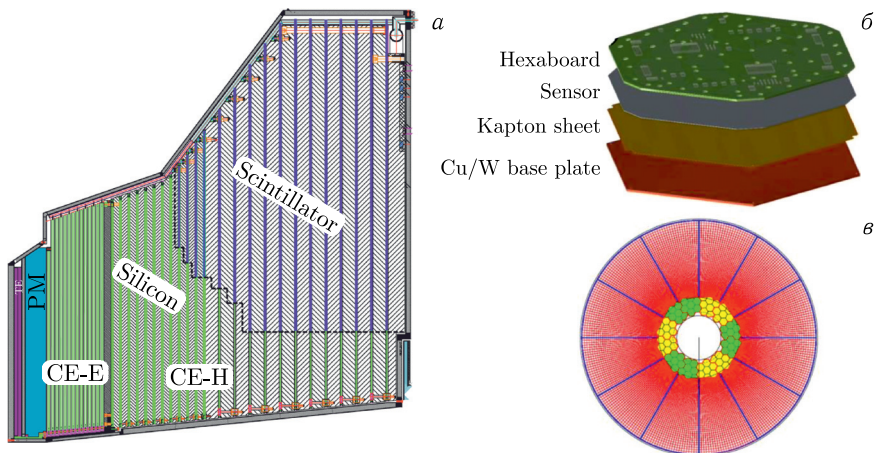 а
Scintillator
Silicon
TE
PM
CE-E
CE-H
б
Hexaboard
Sensor
Kapton sheet
Cu/W base plate
в